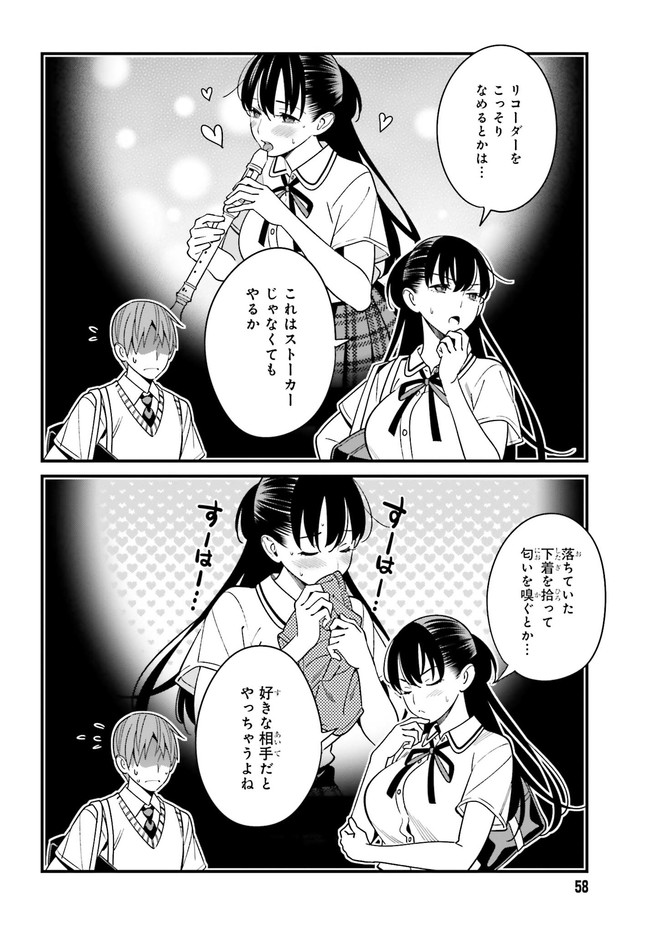 リコーダーを
こっそり
なめるとかは…
これはストーカー
じゃなくても
やるか
落ちていた
下着を拾って
匂いを嗅ぐとか…
すーはー…
すーはー…
好きな相手だと
やっちゃうよね
58